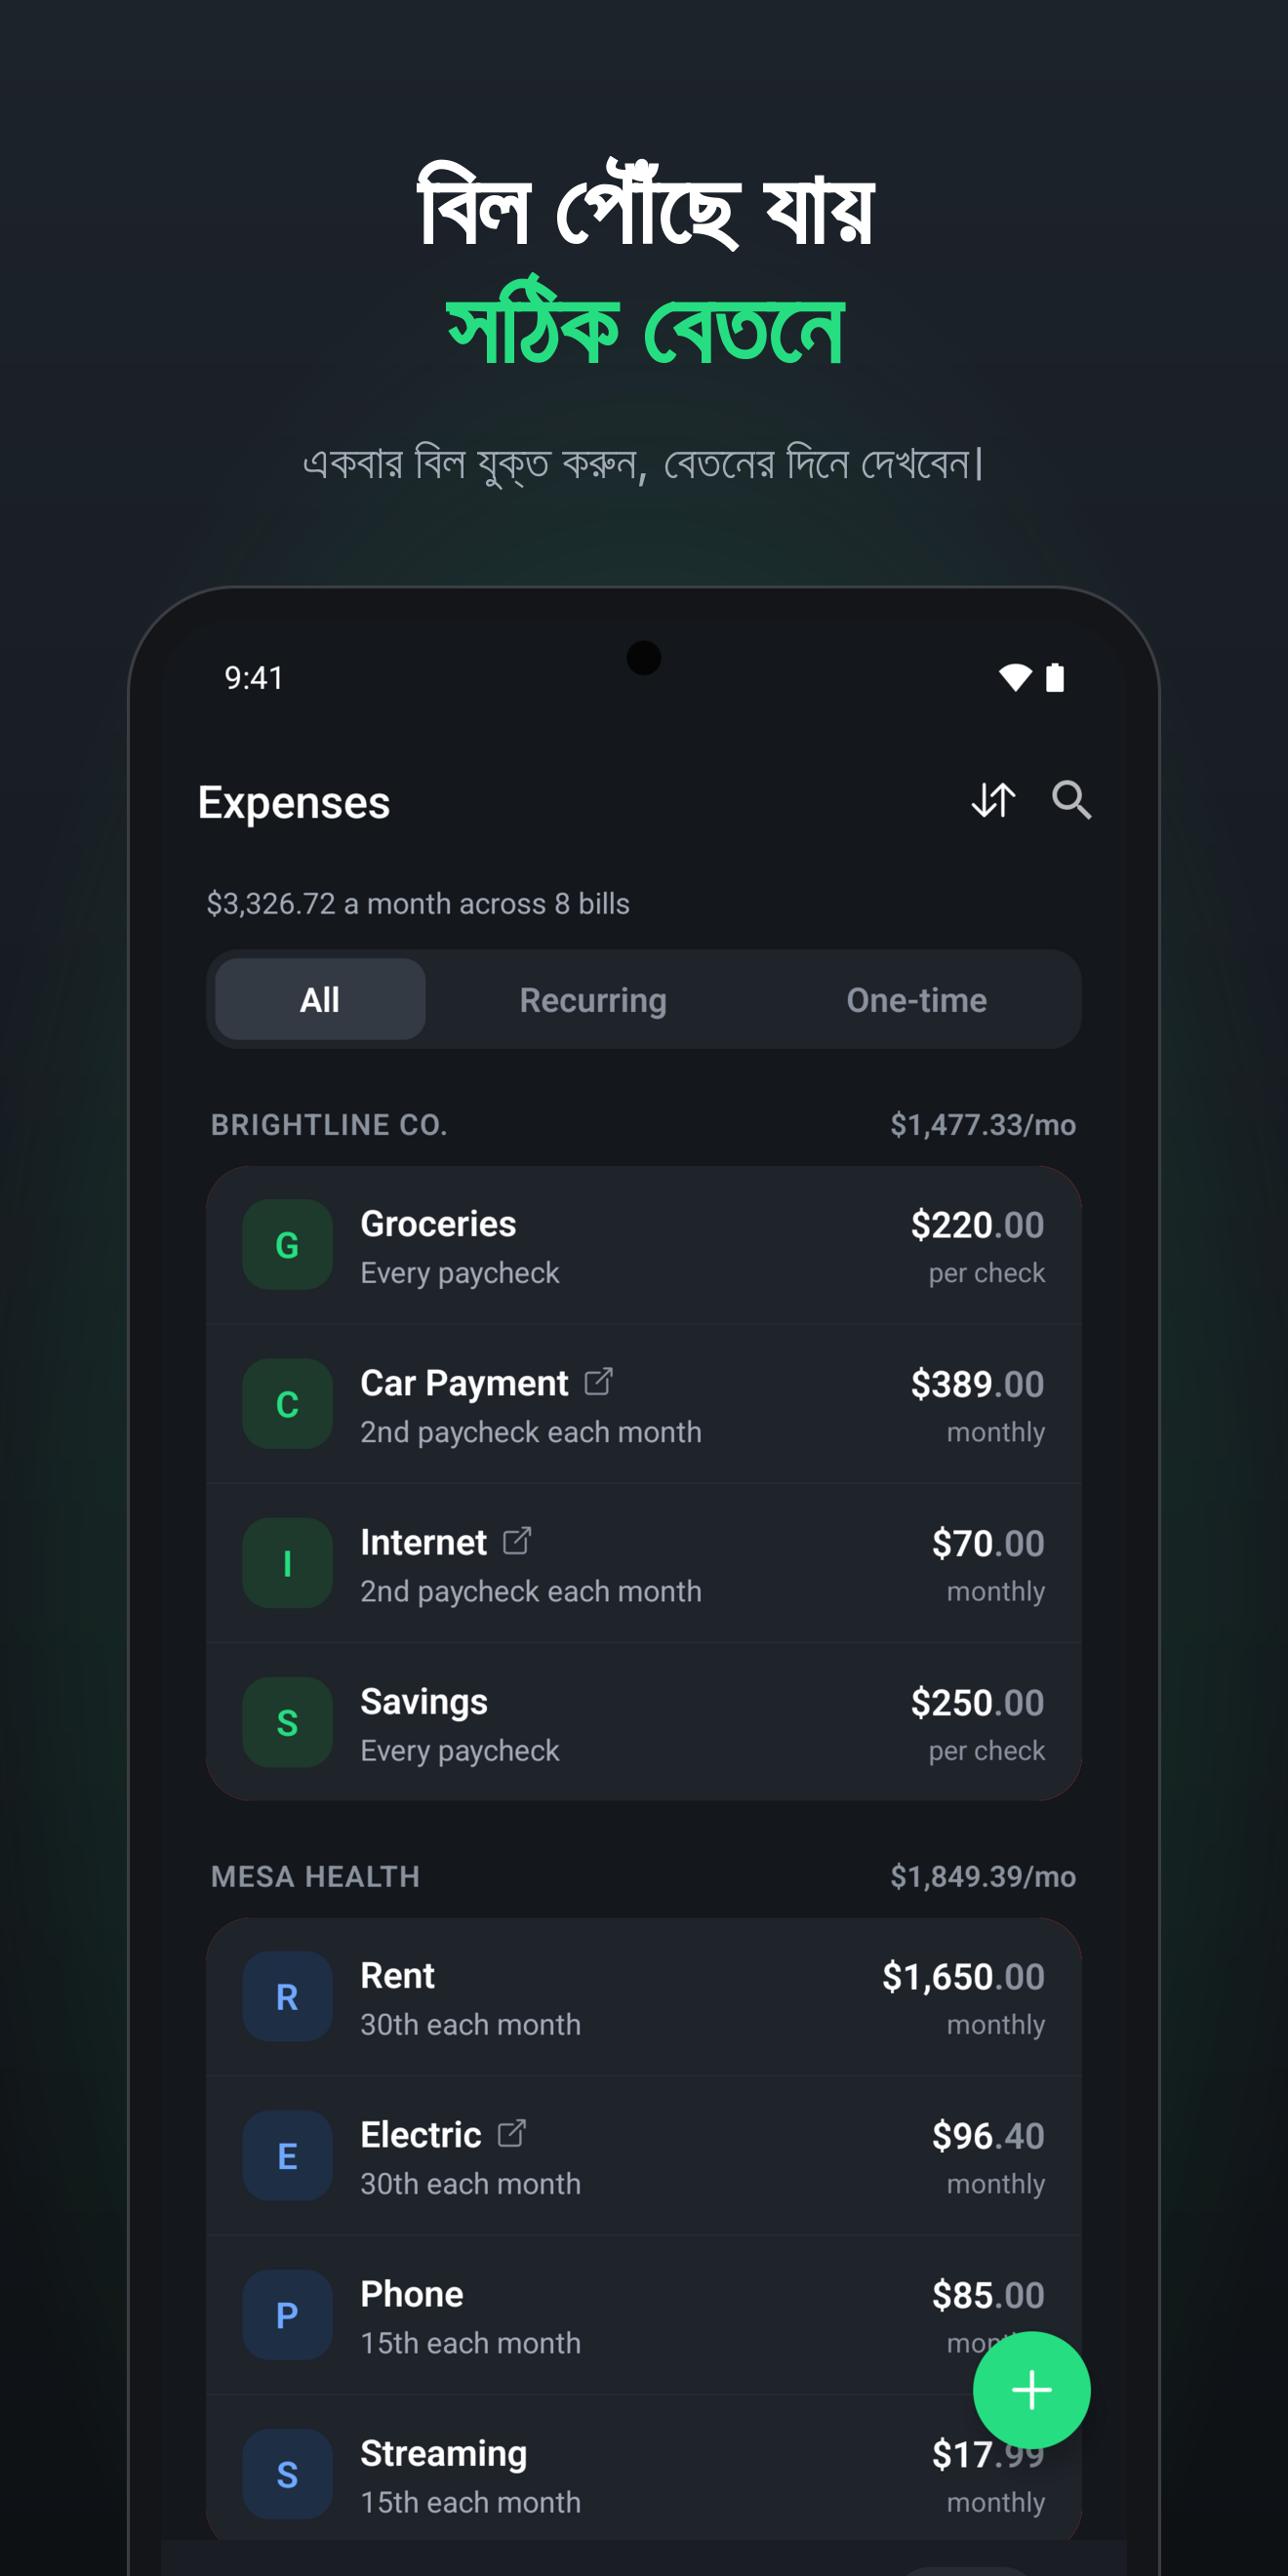 বিল পৌঁছে যায়
সঠিক বেতনে
একবার বিল যুক্ত করুন, বেতনের দিনে দেখবেন।
9:41
Expenses
$3,326.72 a month across 8 bills
All Recurring One-time
BRIGHTLINE CO. $1,477.33/mo
G Groceries $220.00
Every paycheck per check
C Car Payment $389.00
2nd paycheck each month monthly
I Internet $70.00
2nd paycheck each month monthly
S Savings $250.00
Every paycheck per check
MESA HEALTH $1,849.39/mo
R Rent $1,650.00
30th each month monthly
E Electric $96.40
30th each month monthly
P Phone $85.00
15th each month
S Streaming $17.99
15th each month monthly